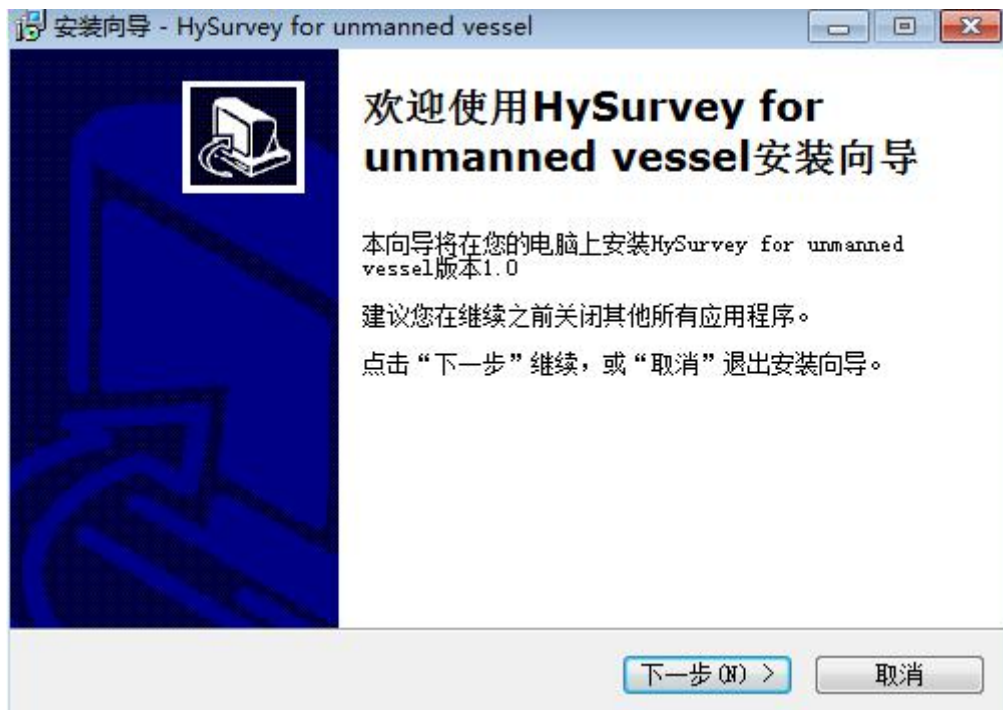 安装向导 - HySurvey for unmanned vessel
欢迎使用HySurvey for
unmanned vessel安装向导
本向导将在您的电脑上安装HySurvey for unmanned
vessel版本1.0
建议您在继续之前关闭其他所有应用程序。
点击“下一步”继续，或“取消”退出安装向导。
下一步(N) >
取消